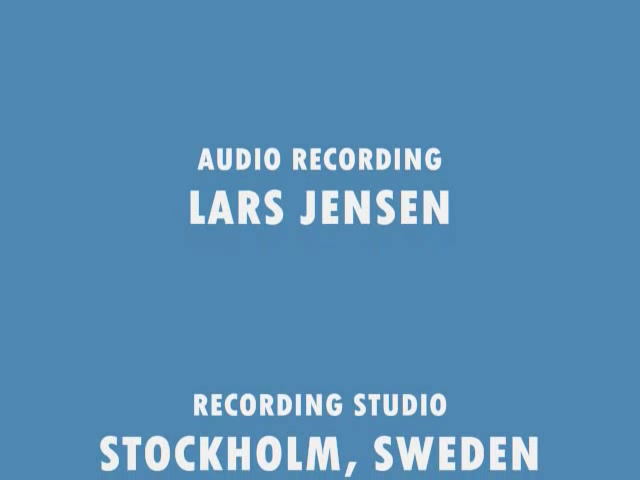 AUDIO RECORDING
LARS JENSEN
RECORDING STUDIO
STOCKHOLM, SWEDEN